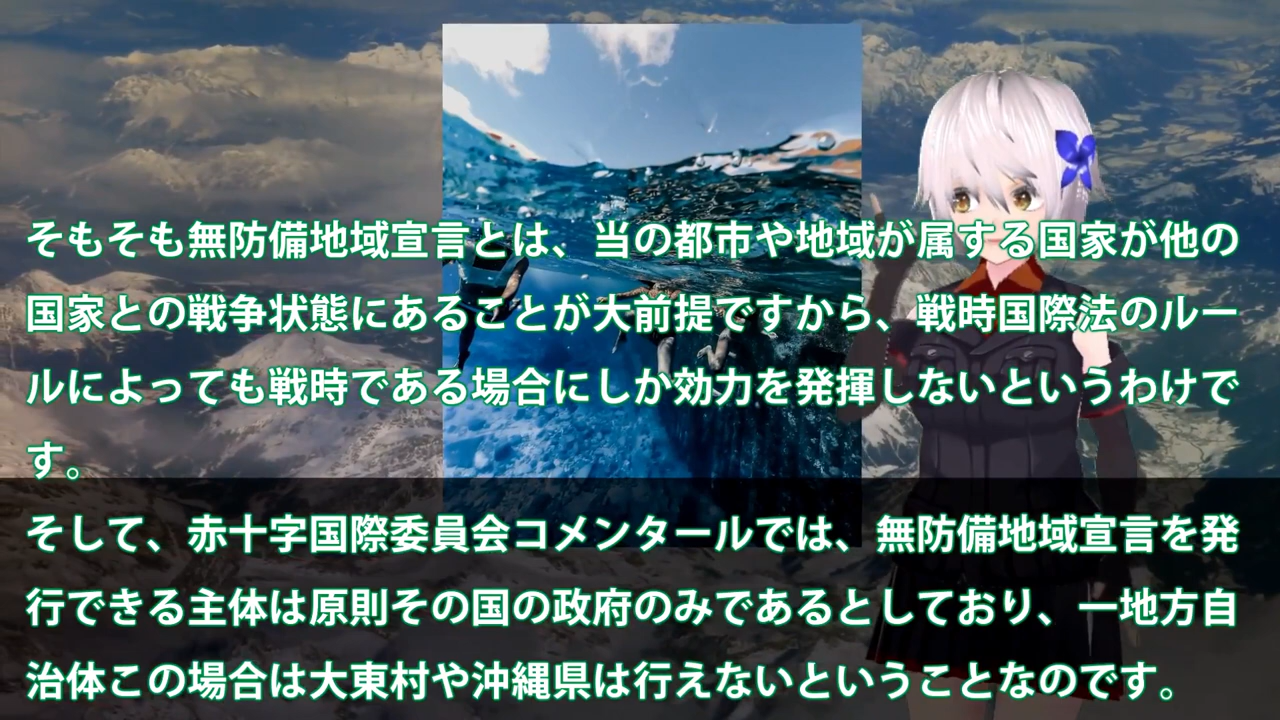 そもそも無防備地域宣言とは、当の都市や地域が属する国家が他の
国家との戦争状態にあることが大前提ですから、戦時国際法のルー
ルによっても戦時である場合にしか効力を発揮しないというわけで
す。
そして、赤十字国際委員会コメンタールでは、無防備地域宣言を発
行できる主体は原則その国の政府のみであるとしており、一地方自
治体この場合は大東村や沖縄県は行えないということなのです。